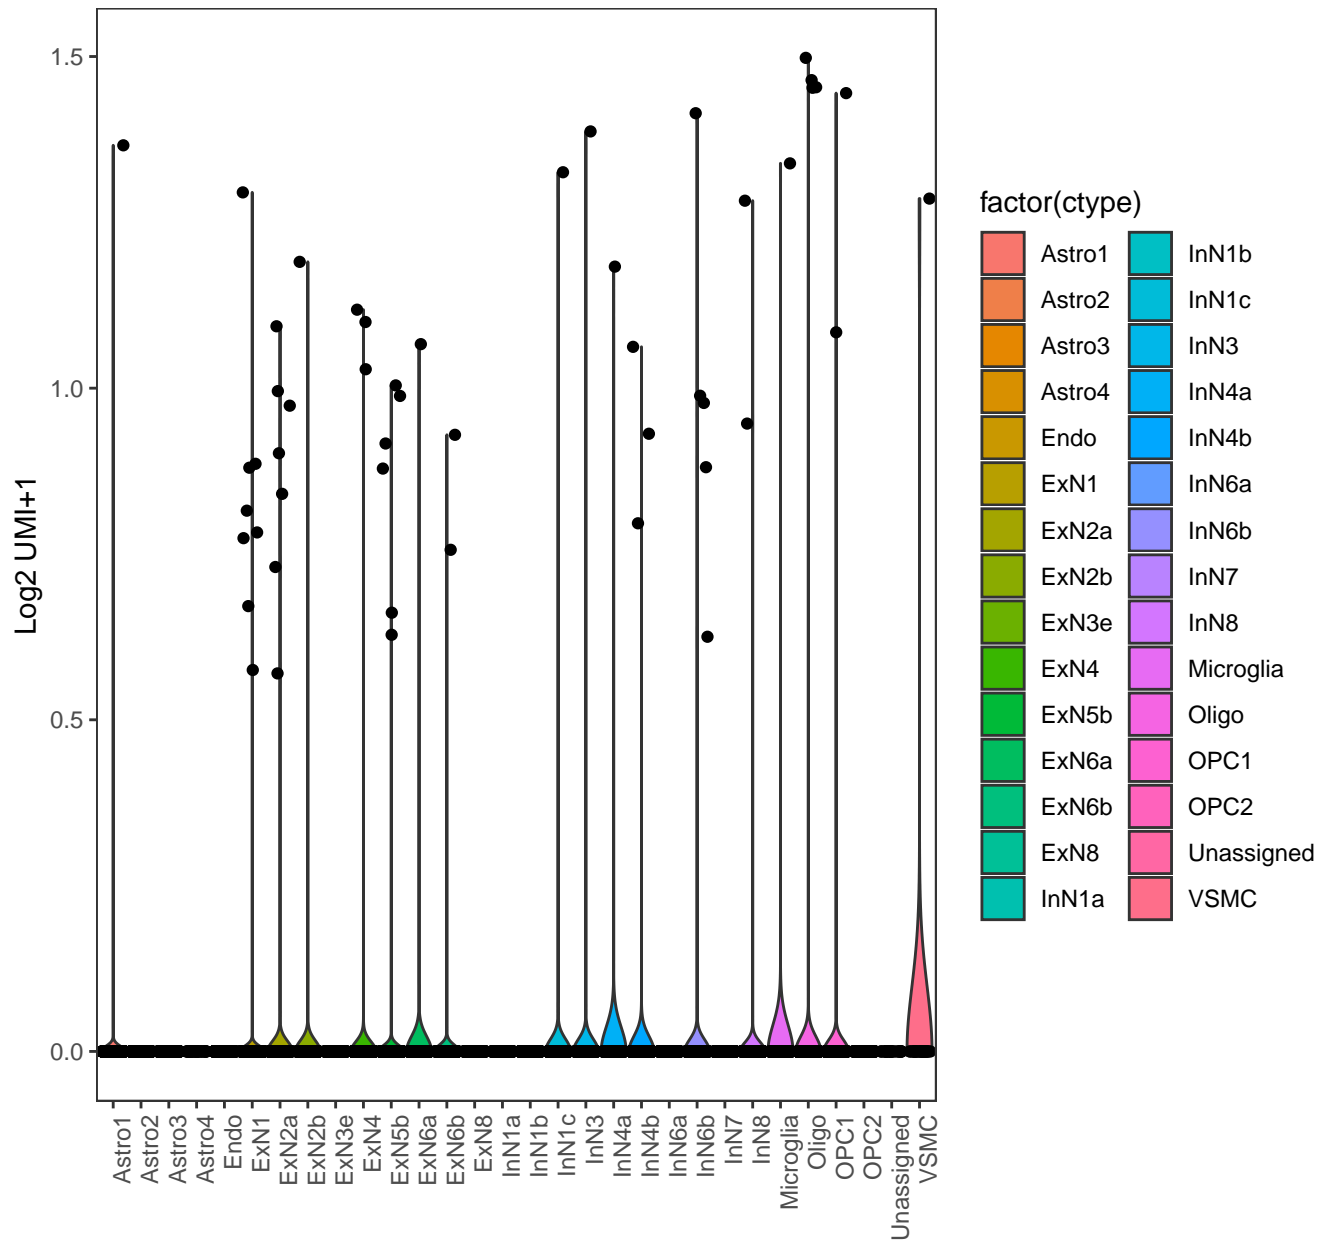 Log2 UMI+1
1.5
1.0
0.5
0.0
Astro1
Astro2
Astro3
Astro4
Endo
ExN1
ExN2a
ExN2b
ExN3e
ExN4
ExN5b
ExN6a
ExN6b
ExN8
InN1a
InN1b
InN1c
InN3
InN4a
InN4b
InN6a
InN6b
InN7
InN8
Microglia
Oligo
OPC1
OPC2
Unassigned
VSMC
factor(ctype)
Astro1
Astro2
Astro3
Astro4
Endo
ExN1
ExN2a
ExN2b
ExN3e
ExN4
ExN5b
ExN6a
ExN6b
ExN8
InN1a
InN1b
InN1c
InN3
InN4a
InN4b
InN6a
InN6b
InN7
InN8
Microglia
Oligo
OPC1
OPC2
Unassigned
VSMC